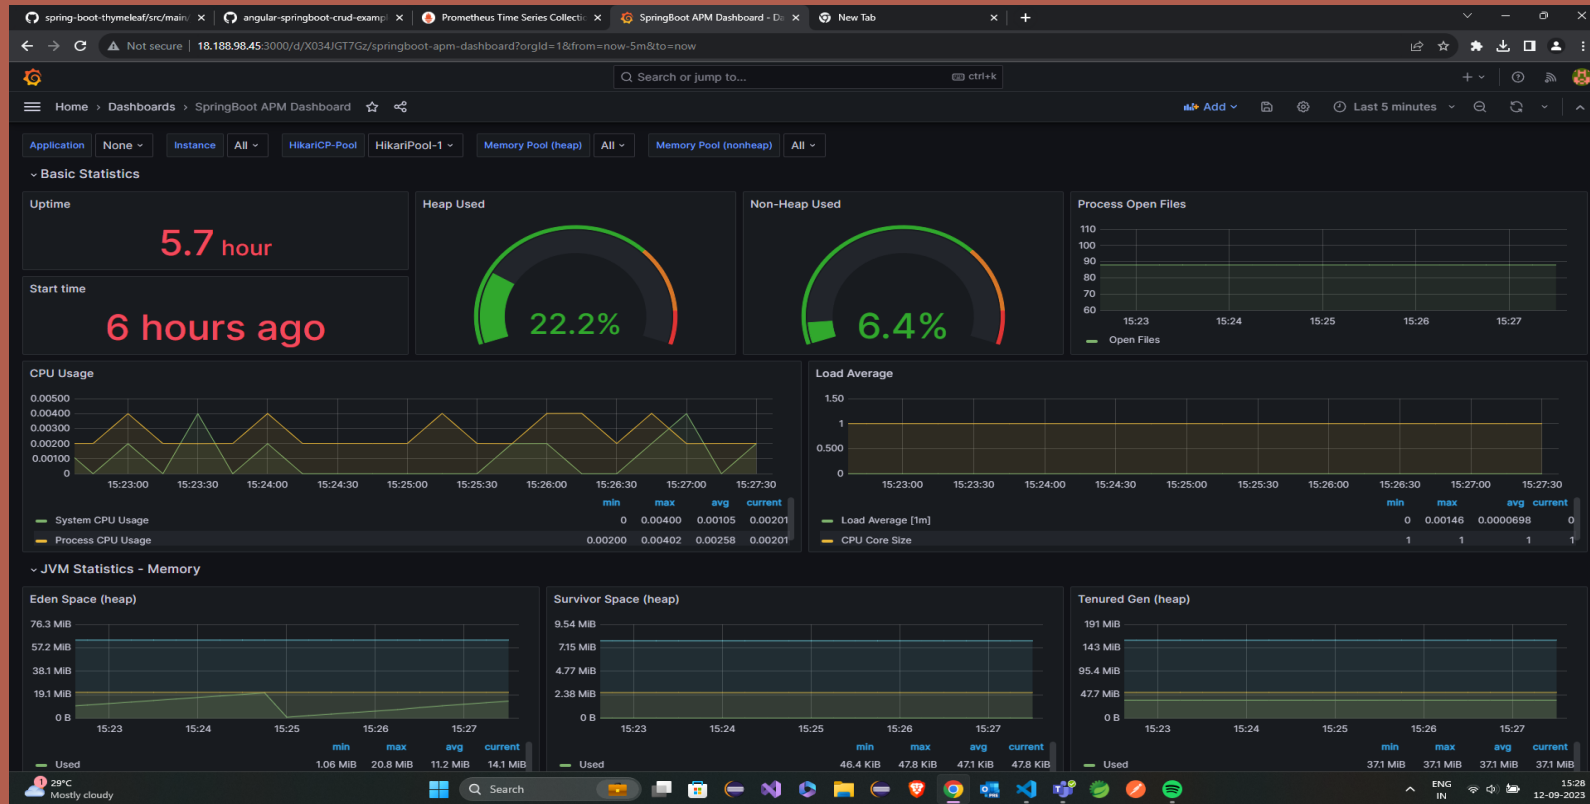 spring-boot-thymeleaf/src/main/
angular-springboot-crud-exampl
Prometheus Time Series Collectio
SpringBoot APM Dashboard - Da
New Tab
Not secure
18.188.98.45:3000/d/X034JGT7Gz/springboot-apm-dashboard?orgId=1&from=now-5m&to=now
Search or jump to...
ctrl+k
Home › Dashboards › SpringBoot APM Dashboard
Add
Last 5 minutes
Application None
Instance All
HikariCP-Pool HikariPool-1
Memory Pool (heap) All
Memory Pool (nonheap) All
Basic Statistics
Uptime
5.7 hour
Start time
6 hours ago
Heap Used
22.2%
Non-Heap Used
6.4%
Process Open Files
110
100
90
80
70
60
15:23 15:24 15:25 15:26 15:27
Open Files
CPU Usage
0.00500
0.00400
0.00300
0.00200
0.00100
0
15:23:00 15:23:30 15:24:00 15:24:30 15:25:00 15:25:30 15:26:00 15:26:30 15:27:00 15:27:30
min max avg current
System CPU Usage 0 0.00400 0.00105 0.00201
Process CPU Usage 0.00200 0.00402 0.00258 0.00201
Load Average
1.50
1
0.500
0
15:23:00 15:23:30 15:24:00 15:24:30 15:25:00 15:25:30 15:26:00 15:26:30 15:27:00 15:27:30
min max avg current
Load Average [1m] 0 0.00146 0.0000698 0
CPU Core Size 1 1 1 1
JVM Statistics - Memory
Eden Space (heap)
76.3 MiB
57.2 MiB
38.1 MiB
19.1 MiB
0 B
15:23 15:24 15:25 15:26 15:27
min max avg current
Used 1.06 MiB 20.8 MiB 11.2 MiB 14.1 MiB
Survivor Space (heap)
9.54 MiB
7.15 MiB
4.77 MiB
2.38 MiB
0 B
15:23 15:24 15:25 15:26 15:27
min max avg current
Used 46.4 KiB 47.8 KiB 47.1 KiB 47.8 KiB
Tenured Gen (heap)
191 MiB
143 MiB
95.4 MiB
47.7 MiB
0 B
15:23 15:24 15:25 15:26 15:27
min max avg current
Used 37.1 MiB 37.1 MiB 37.1 MiB 37.1 MiB
1
29°C
Mostly cloudy
Search
ENG
IN
15:28
12-09-2023